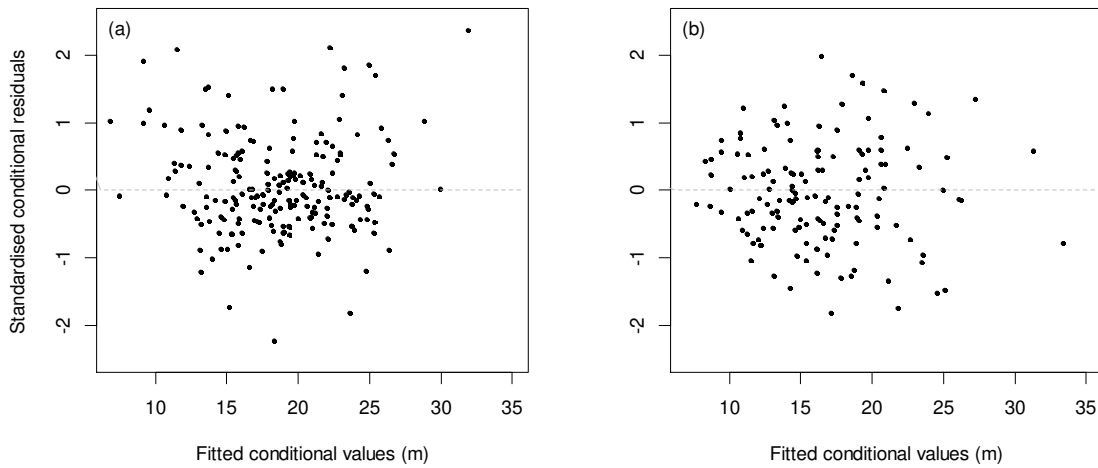 (a)
(b)
Standardised conditional residuals
2
1
0
-1
-2
2
1
0
-1
-2
10 15 20 25 30 35
10 15 20 25 30 35
Fitted conditional values (m)
Fitted conditional values (m)